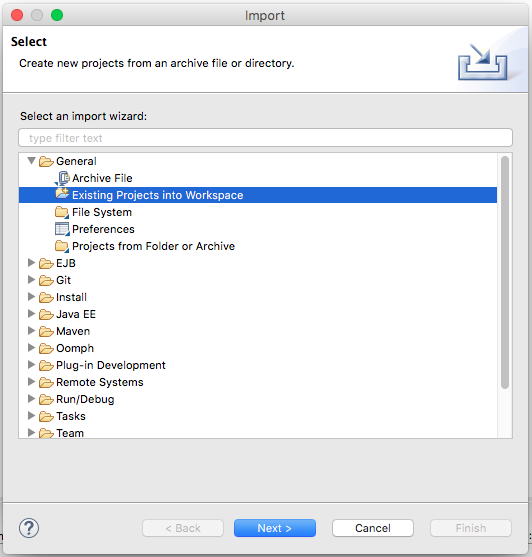 Import
Select
Create new projects from an archive file or directory.
Select an import wizard:
type filter text
General
Archive File
Existing Projects into Workspace
File System
Preferences
Projects from Folder or Archive
EJB
Git
Install
Java EE
Maven
Oomph
Plug-in Development
Remote Systems
Run/Debug
Tasks
Team
?
< Back
Next >
Cancel
Finish